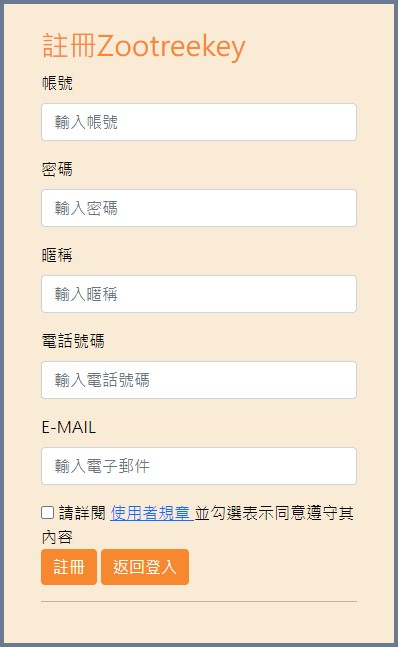 註冊Zootreekey
帳號
輸入帳號
密碼
輸入密碼
暱稱
輸入暱稱
電話號碼
輸入電話號碼
E-MAIL
輸入電子郵件
請詳閱 使用者規章 並勾選表示同意遵守其
內容
註冊 返回登入